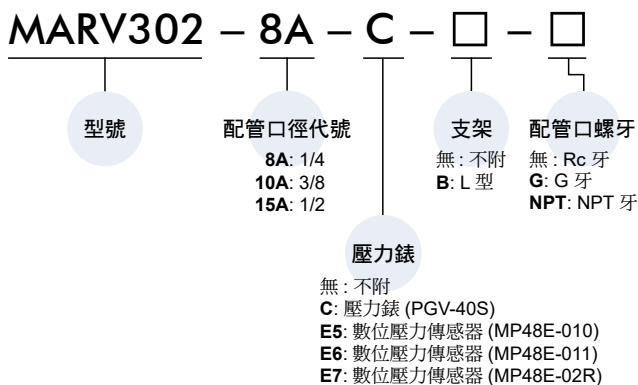 MARV302 – 8A – C – □ – □
型號
配管口徑代號
8A: 1/4
10A: 3/8
15A: 1/2
支架
無 : 不附
B: L 型
配管口螺牙
無 : Rc 牙
G: G 牙
NPT: NPT 牙
壓力錶
無 : 不附
C: 壓力錶 (PGV-40S)
E5: 數位壓力傳感器 (MP48E-010)
E6: 數位壓力傳感器 (MP48E-011)
E7: 數位壓力傳感器 (MP48E-02R)